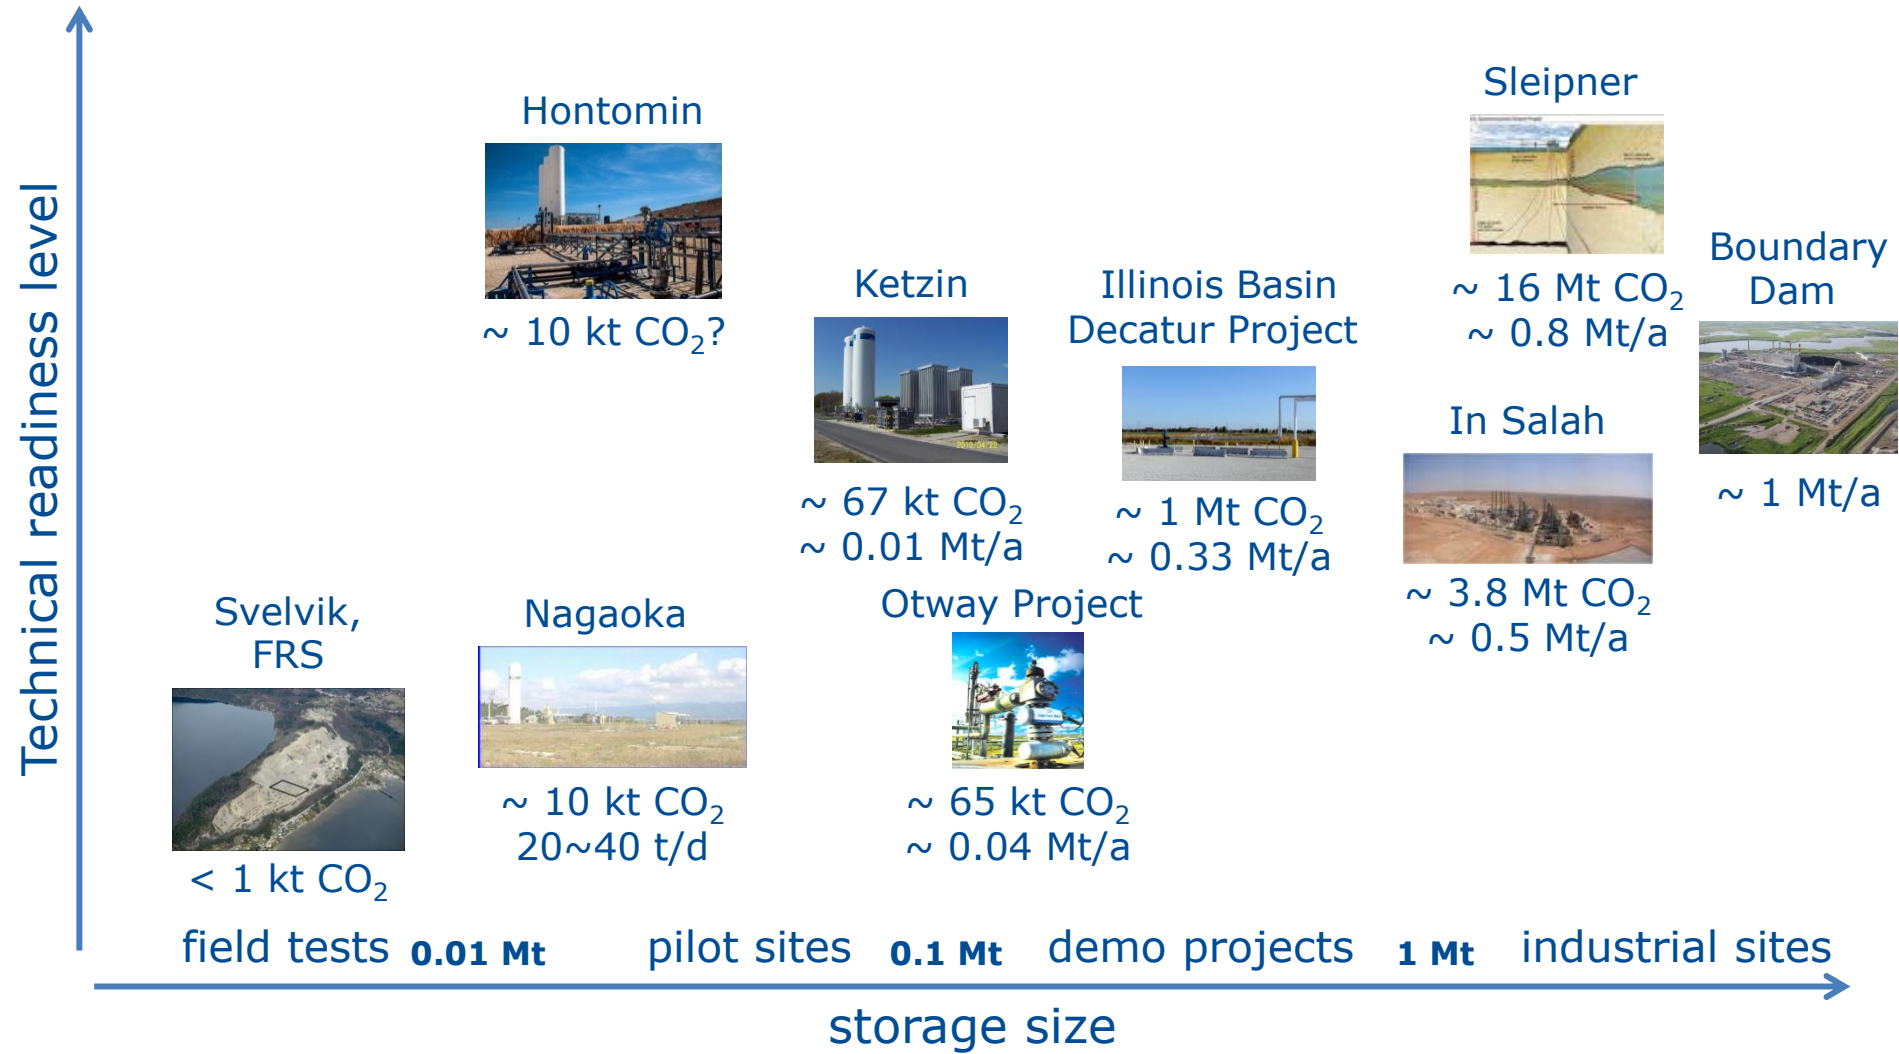 Technical readiness level
Hontomin
~ 10 kt CO₂?
Sleipner
~ 16 Mt CO₂
~ 0.8 Mt/a
Boundary
Dam
~ 1 Mt/a
Ketzin
2010/04/23
~ 67 kt CO₂
~ 0.01 Mt/a
Illinois Basin
Decatur Project
~ 1 Mt CO₂
~ 0.33 Mt/a
In Salah
~ 3.8 Mt CO₂
~ 0.5 Mt/a
Svelvik,
FRS
< 1 kt CO₂
Nagaoka
~ 10 kt CO₂
20~40 t/d
Otway Project
~ 65 kt CO₂
~ 0.04 Mt/a
field tests 0.01 Mt pilot sites 0.1 Mt demo projects 1 Mt industrial sites
storage size